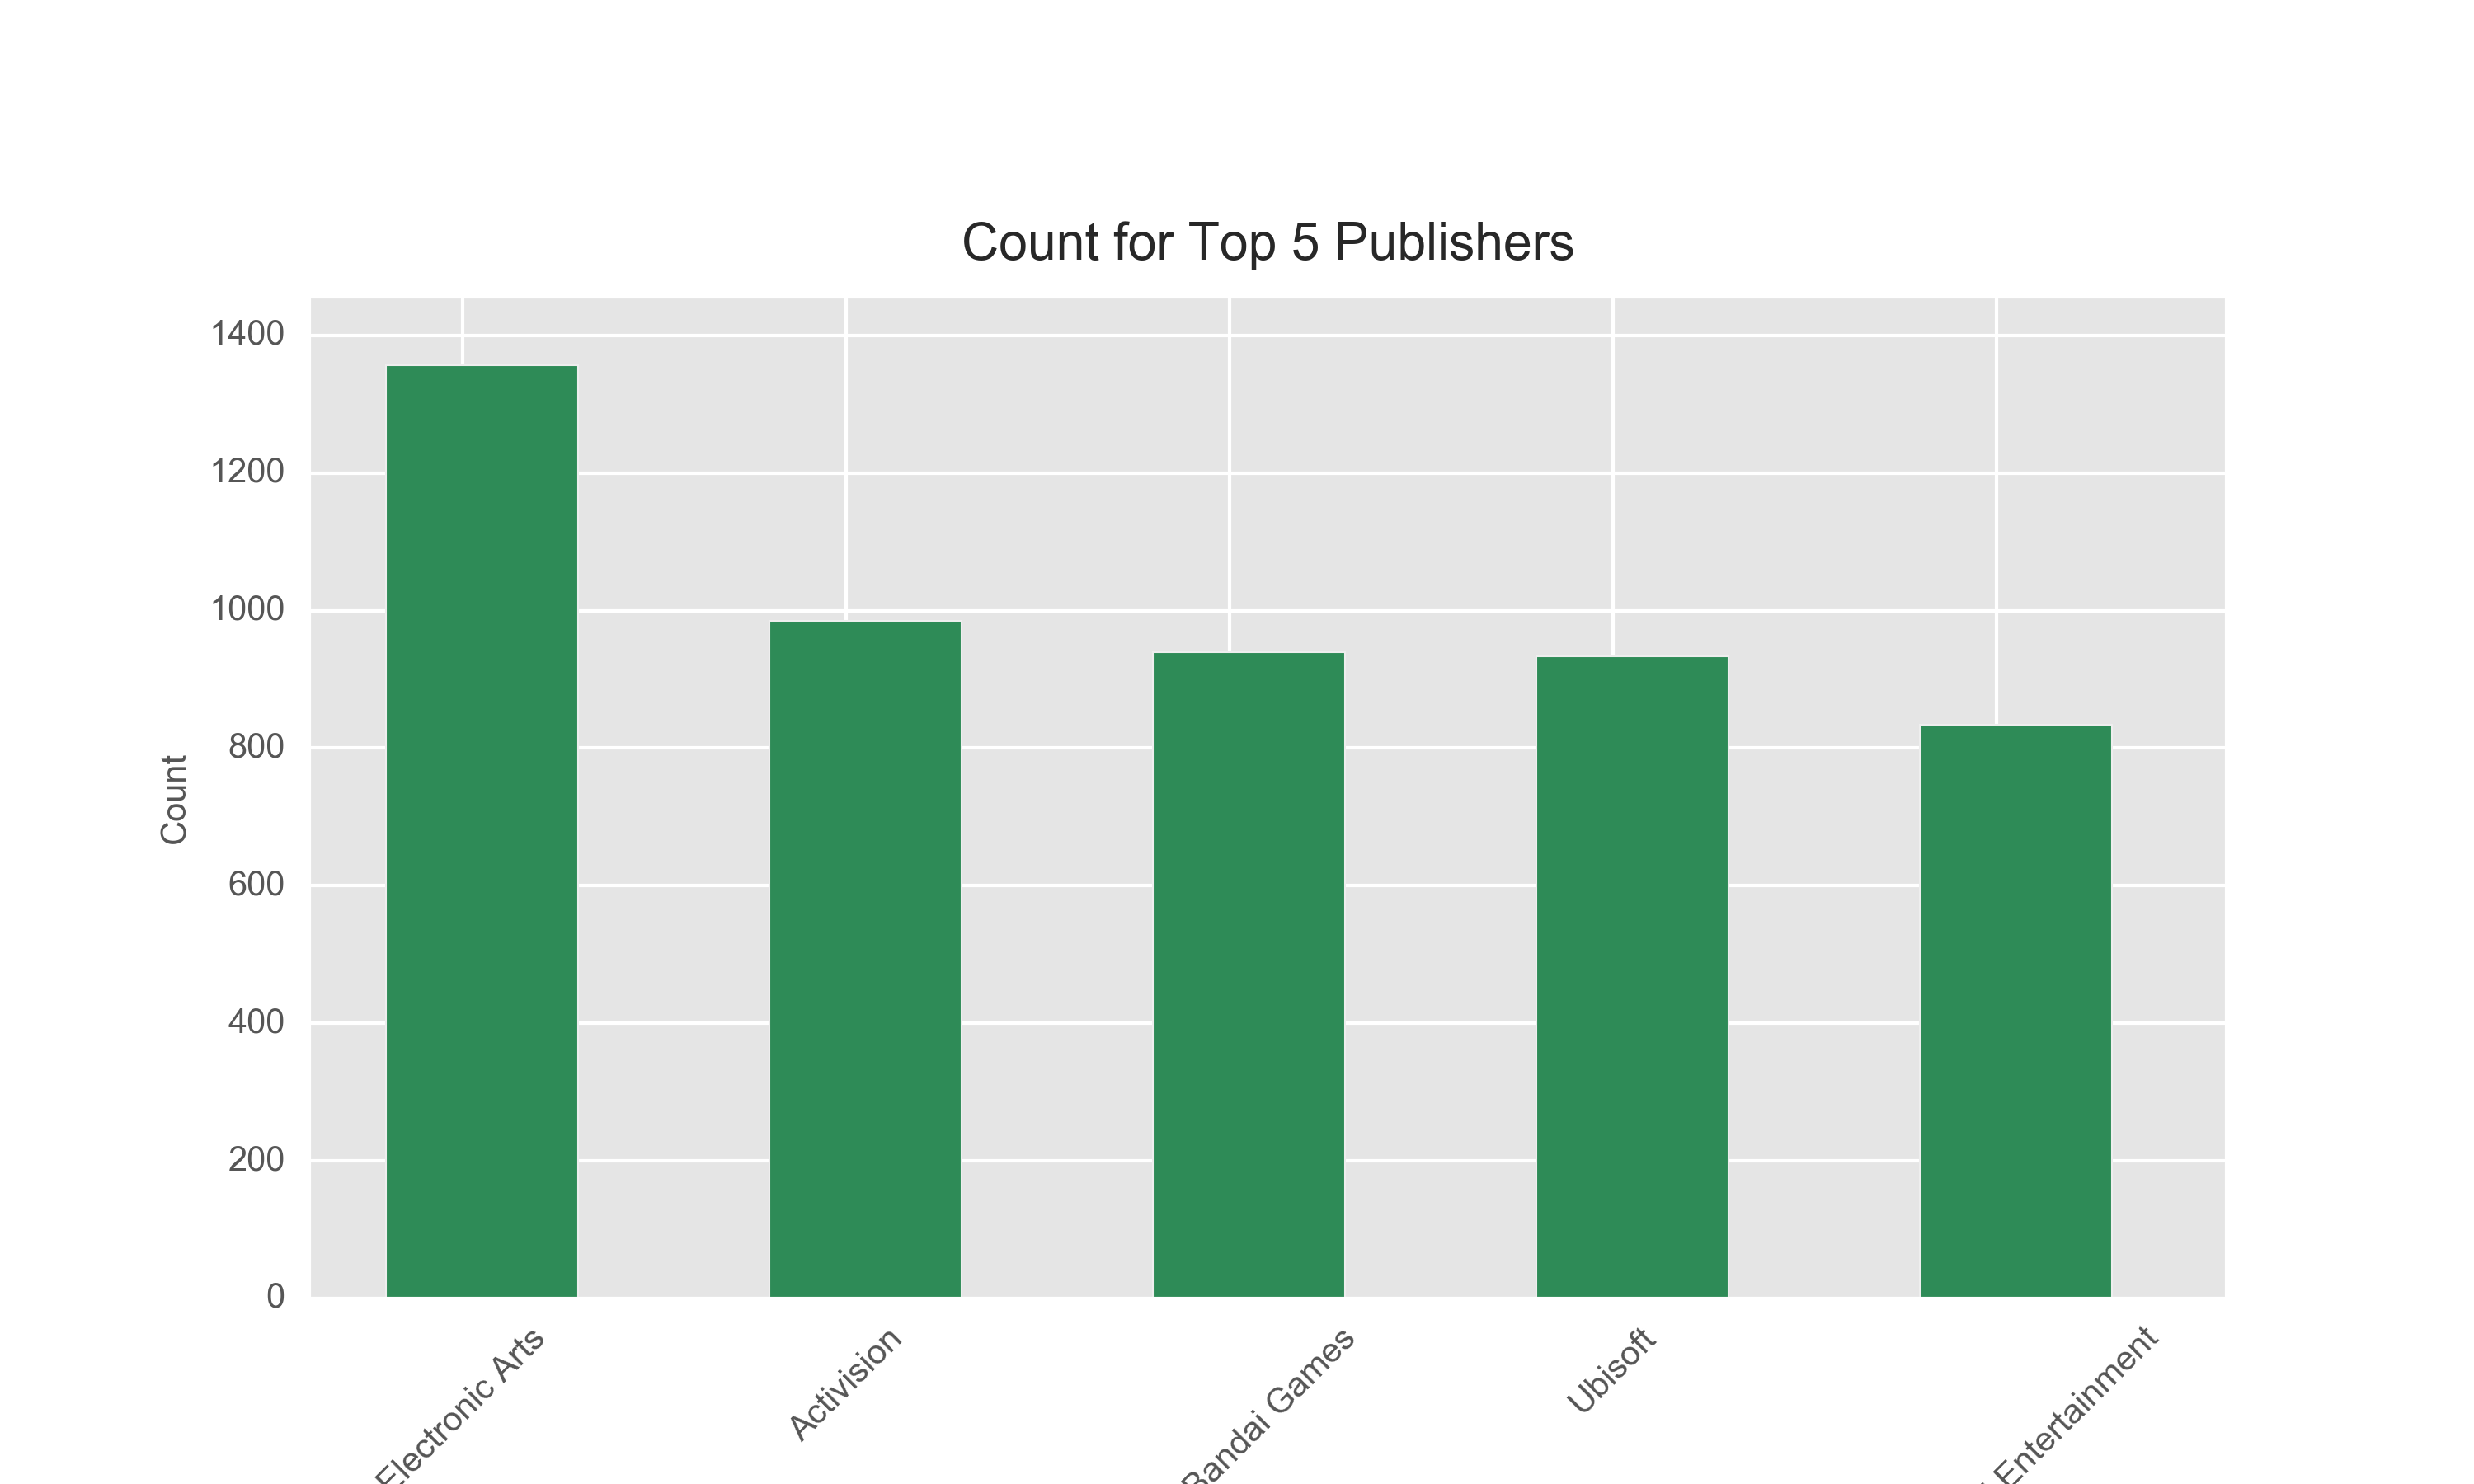 Count for Top 5 Publishers
1400
1200
1000
800
600
400
200
0
Count
Electronic Arts
Activision
Bandai Games
Ubisoft
Entertainment